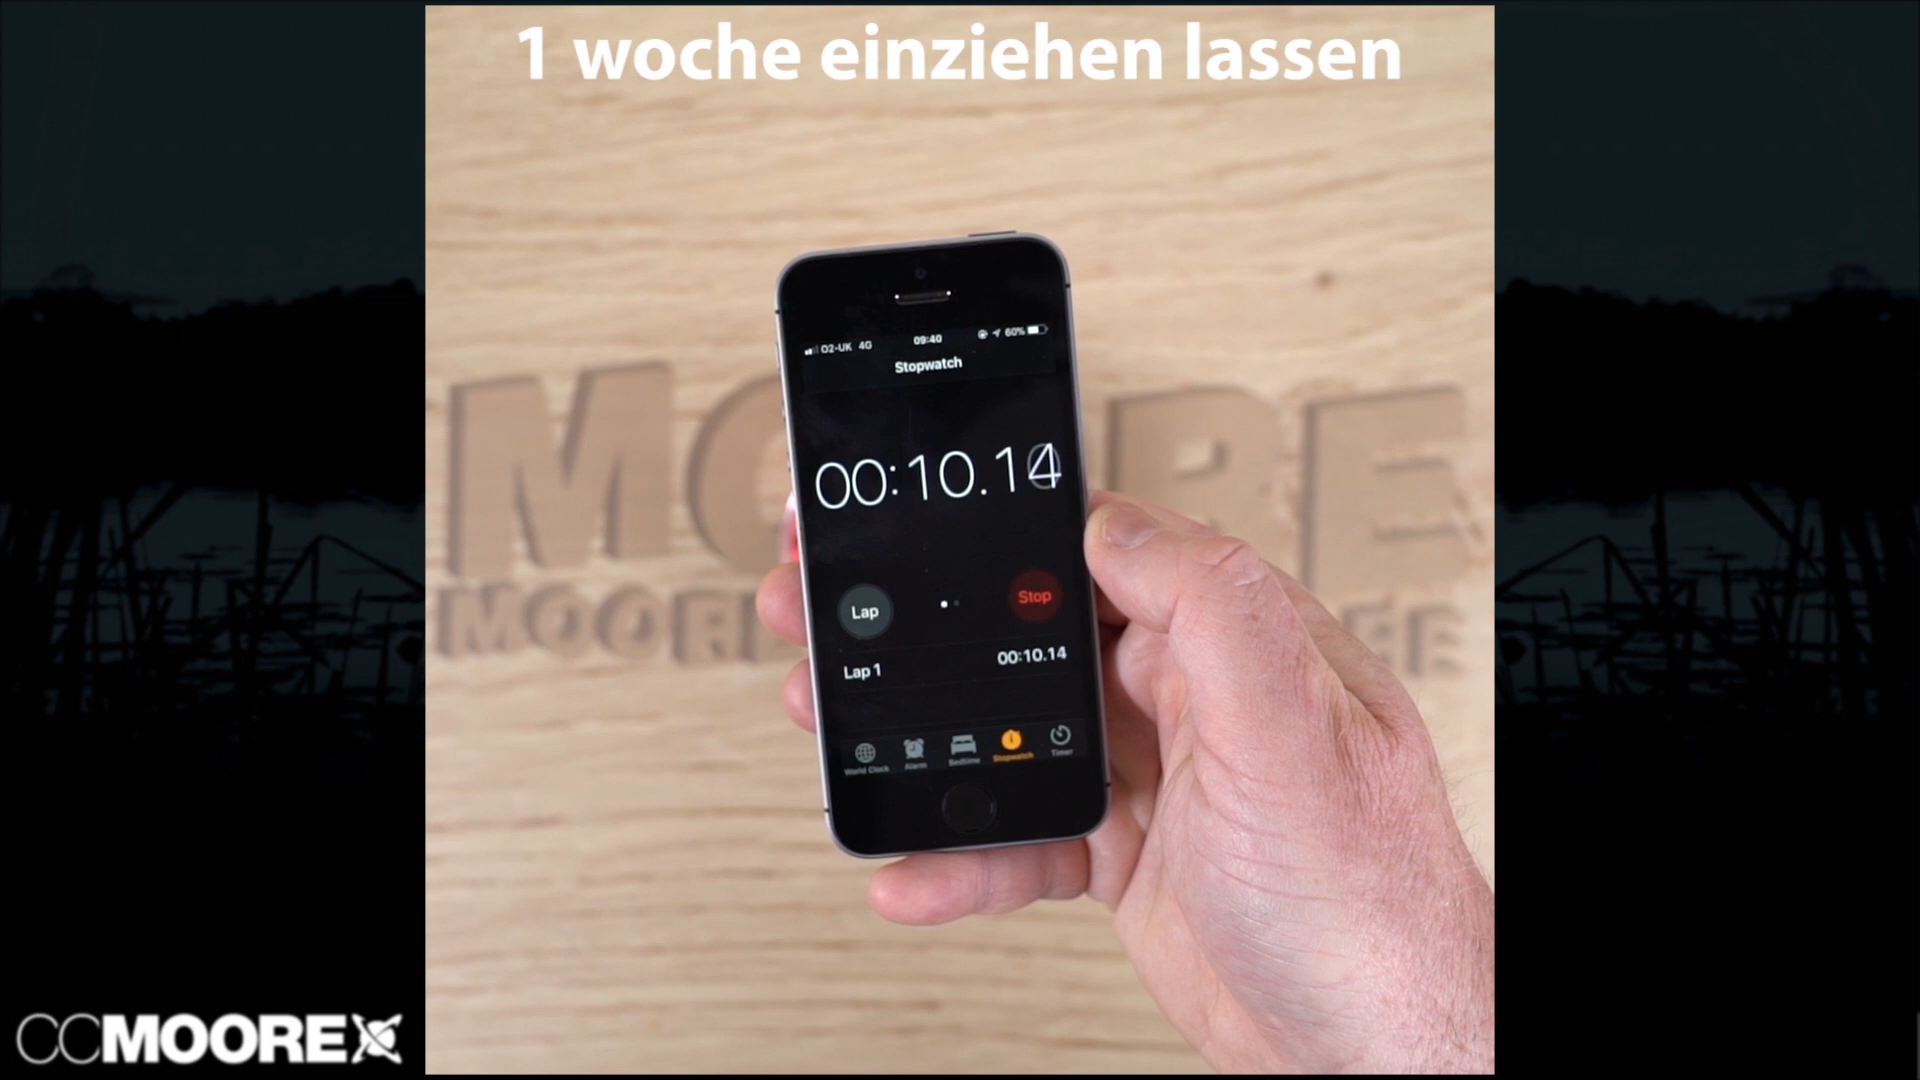 1 woche einziehen lassen
O2-UK 4G 09:40 60%
Stopwatch
MOORE
00:10.14
Lap Stop
MOORE
Lap 1 00:10.14
World Clock Alarm Bedtime Stopwatch Timer
CCMOORE